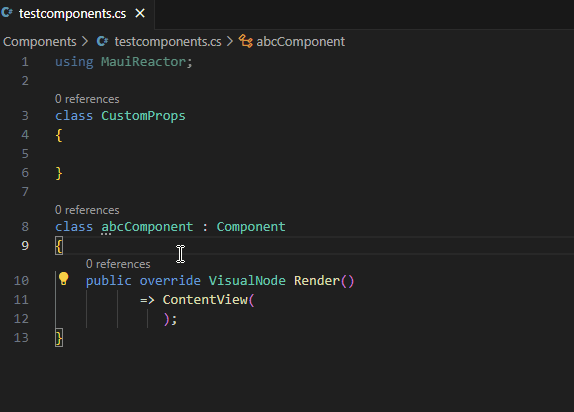 testcomponents.cs
Components > testcomponents.cs > abcComponent
1 using MauiReactor;
2
0 references
3 class CustomProps
4 {
5
6 }
7
0 references
8 class abcComponent : Component
9 {
0 references
10 public override VisualNode Render()
11 => ContentView(
12 );
13 }